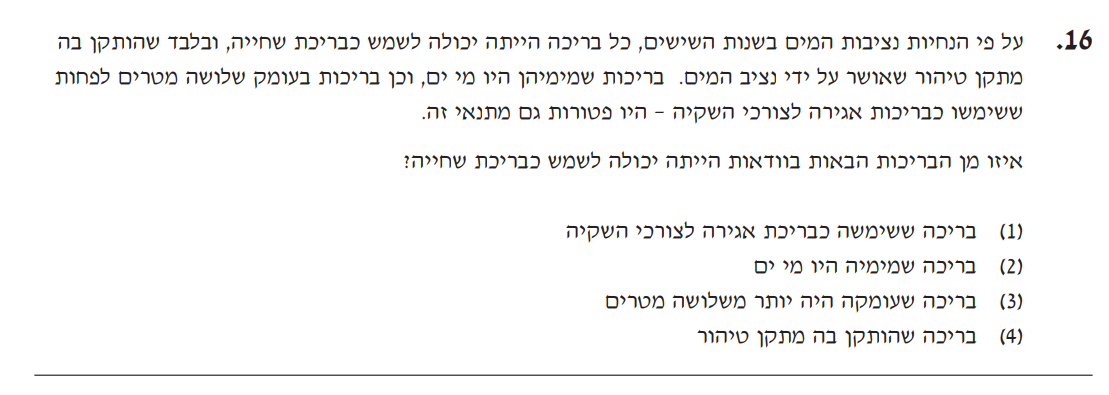 16. על פי הנחיות נציבות המים בשנות השישים, כל בריכה הייתה יכולה לשמש כבריכת שחייה, ובלבד שהותקן בה
מתקן טיהור שאושר על ידי נציב המים. בריכות שמימיהן היו מי ים, וכן בריכות בעומק שלושה מטרים לפחות
ששימשו כבריכות אגירה לצורכי השקיה – היו פטורות גם מתנאי זה.
איזו מן הבריכות הבאות בוודאות הייתה יכולה לשמש כבריכת שחייה?
(1) בריכה ששימשה כבריכת אגירה לצורכי השקיה
(2) בריכה שמימיה היו מי ים
(3) בריכה שעומקה היה יותר משלושה מטרים
(4) בריכה שהותקן בה מתקן טיהור